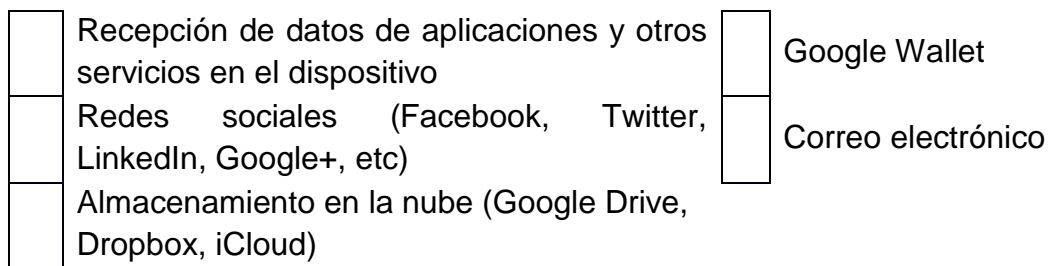 Recepción de datos de aplicaciones y otros
servicios en el dispositivo
Google Wallet
Redes sociales (Facebook, Twitter,
LinkedIn, Google+, etc)
Correo electrónico
Almacenamiento en la nube (Google Drive,
Dropbox, iCloud)